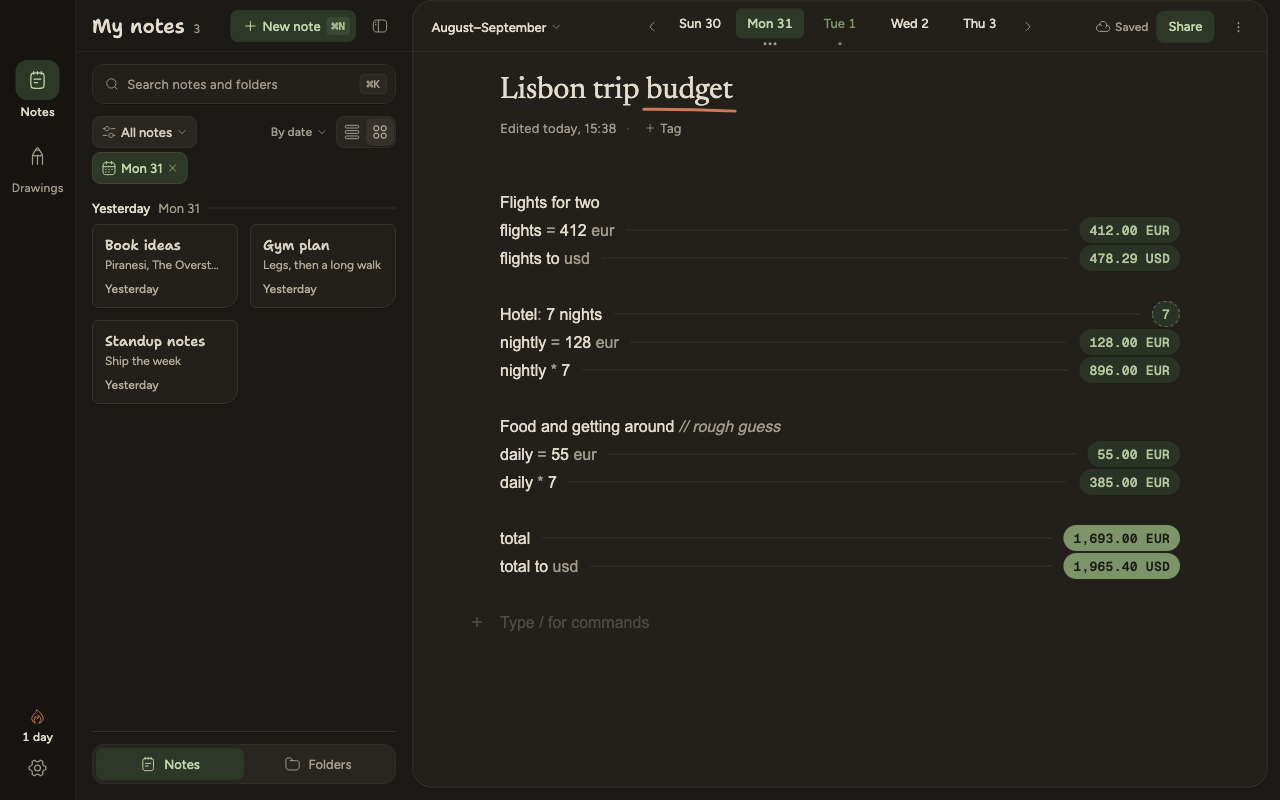 My notes 3
+ New note ⌘N
August–September
Sun 30
Mon 31
Tue 1
Wed 2
Thu 3
Saved
Share
Notes
Drawings
Search notes and folders ⌘K
All notes
By date
Mon 31 ×
Yesterday Mon 31
Book ideas
Piranesi, The Overst…
Yesterday
Gym plan
Legs, then a long walk
Yesterday
Standup notes
Ship the week
Yesterday
1 day
Notes
Folders
Lisbon trip budget
Edited today, 15:38 · + Tag
Flights for two
flights = 412 eur 412.00 EUR
flights to usd 478.29 USD
Hotel: 7 nights 7
nightly = 128 eur 128.00 EUR
nightly * 7 896.00 EUR
Food and getting around // rough guess
daily = 55 eur 55.00 EUR
daily * 7 385.00 EUR
total 1,693.00 EUR
total to usd 1,965.40 USD
+ Type / for commands